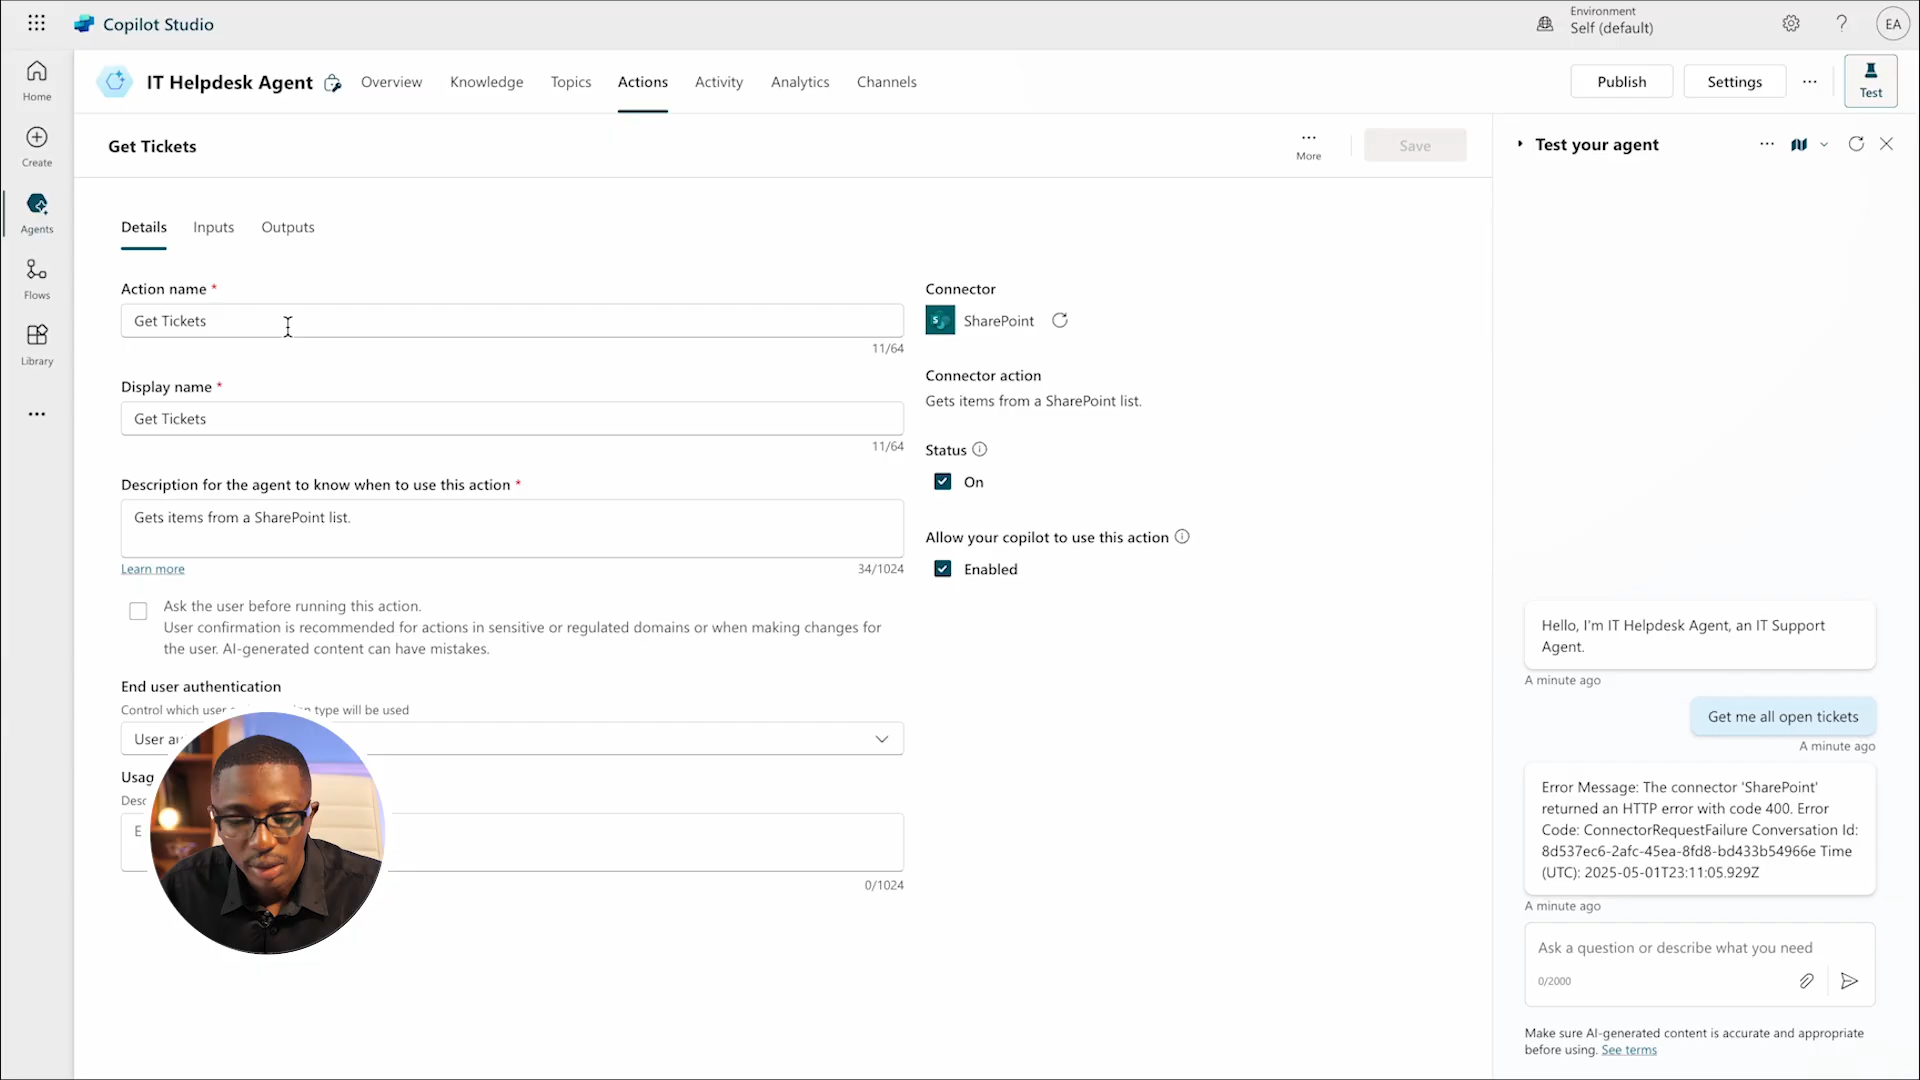 Copilot Studio
Environment
Self (default)
EA
Home
Create
Agents
Flows
Library
IT Helpdesk Agent
Overview
Knowledge
Topics
Actions
Activity
Analytics
Channels
Publish
Settings
Test
Get Tickets
More
Save
Details
Inputs
Outputs
Action name *
Get Tickets
11/64
Display name *
Get Tickets
11/64
Description for the agent to know when to use this action *
Gets items from a SharePoint list.
Learn more
34/1024
Ask the user before running this action.
User confirmation is recommended for actions in sensitive or regulated domains or when making changes for
the user. AI-generated content can have mistakes.
End user authentication
Control which user type will be used
User
0/1024
Connector
SharePoint
Connector action
Gets items from a SharePoint list.
Status
On
Allow your copilot to use this action
Enabled
Test your agent
Hello, I'm IT Helpdesk Agent, an IT Support
Agent.
A minute ago
Get me all open tickets
A minute ago
Error Message: The connector 'SharePoint'
returned an HTTP error with code 400. Error
Code: ConnectorRequestFailure Conversation Id:
8d537ec6-2afc-45ea-8fd8-bd433b54966e Time
(UTC): 2025-05-01T23:11:05.929Z
A minute ago
Ask a question or describe what you need
0/2000
Make sure AI-generated content is accurate and appropriate
before using. See terms